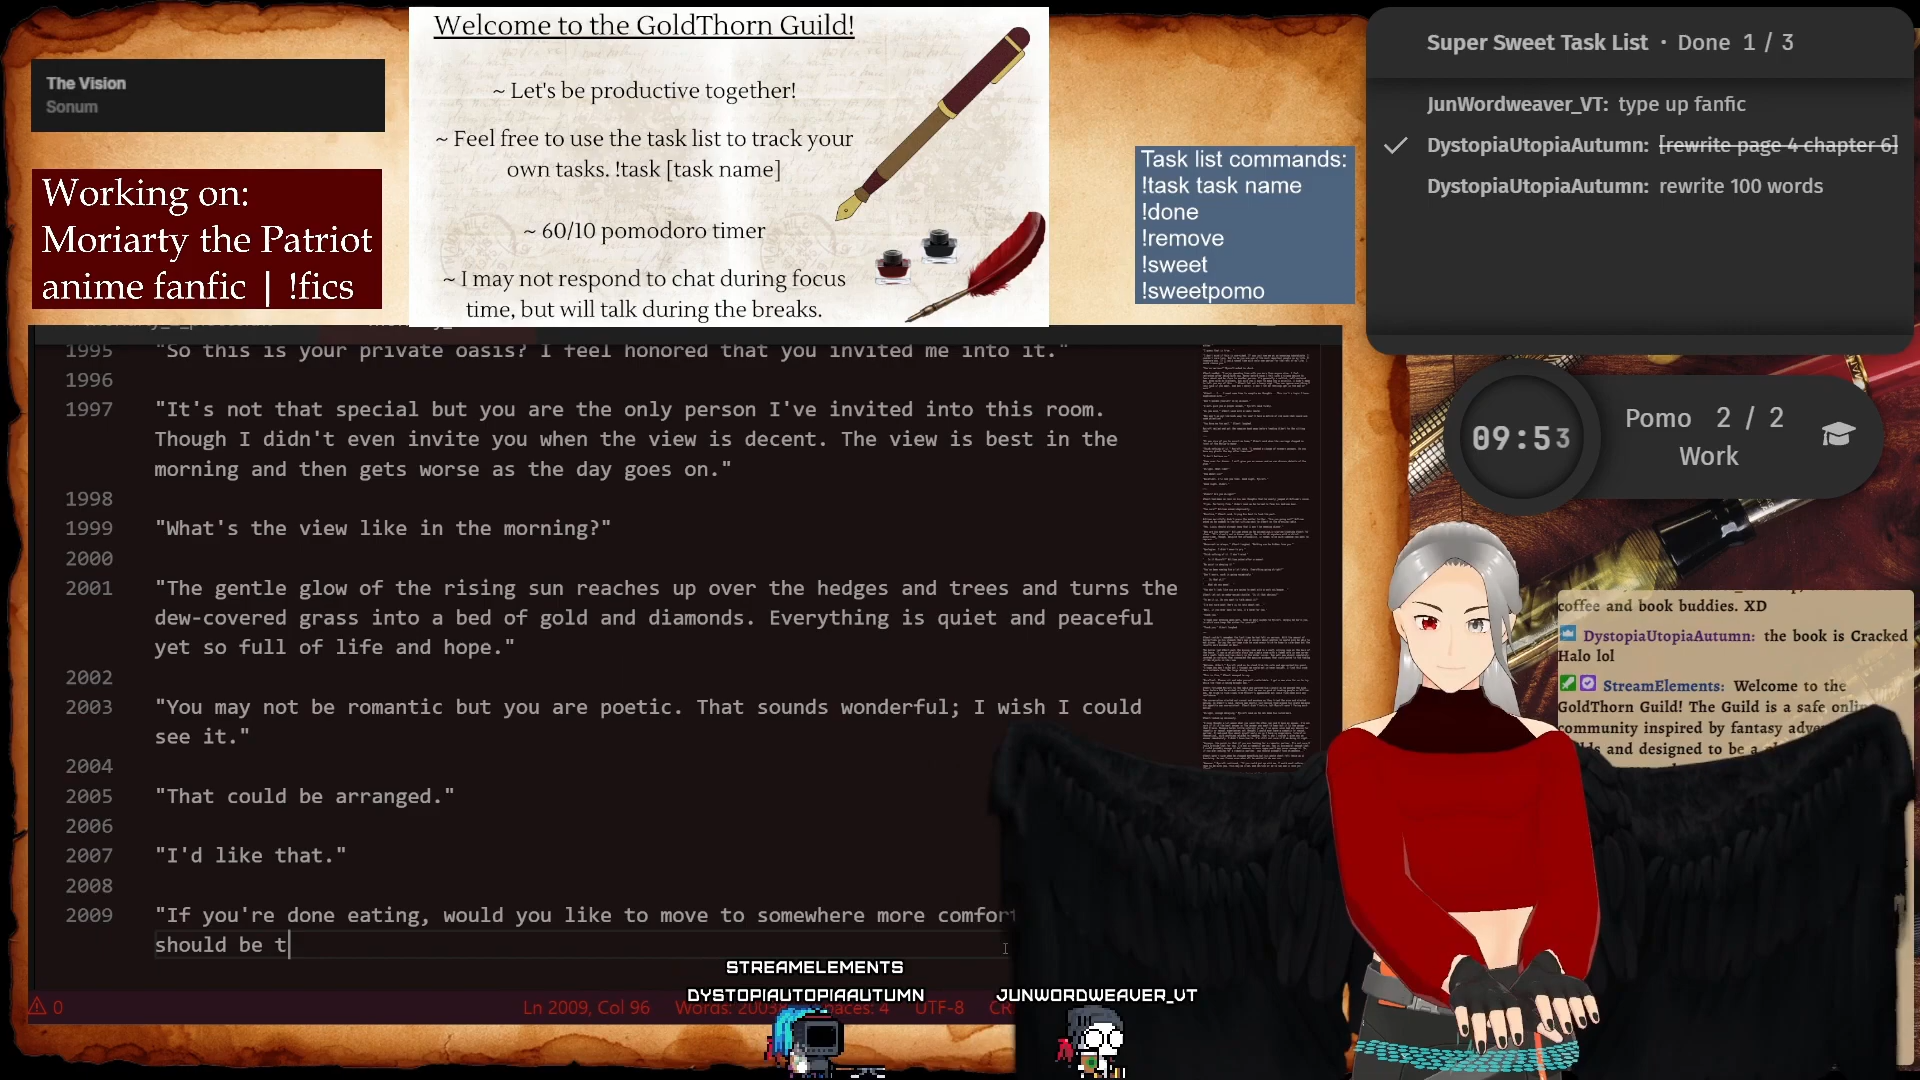 The Vision
Sonum
Working on:
Moriarty the Patriot
anime fanfic | !fics
Welcome to the GoldThorn Guild!
~ Let's be productive together!
~ Feel free to use the task list to track your
own tasks. !task [task name]
~ 60/10 pomodoro timer
~ I may not respond to chat during focus
time, but will talk during the breaks.
Task list commands:
!task task name
!done
!remove
!sweet
!sweetpomo
Super Sweet Task List • Done 1 / 3
JunWordweaver_VT: type up fanfic
DystopiaUtopiaAutumn: [rewrite page 4 chapter 6]
DystopiaUtopiaAutumn: rewrite 100 words
09:53
Pomo 2 / 2
Work
1995 "So this is your private oasis? I feel honored that you invited me into it."
1996
1997 "It's not that special but you are the only person I've invited into this room.
Though I didn't even invite you when the view is decent. The view is best in the
morning and then gets worse as the day goes on."
1998
1999 "What's the view like in the morning?"
2000
2001 "The gentle glow of the rising sun reaches up over the hedges and trees and turns the
dew-covered grass into a bed of gold and diamonds. Everything is quiet and peaceful
yet so full of life and hope."
2002
2003 "You may not be romantic but you are poetic. That sounds wonderful; I wish I could
see it."
2004
2005 "That could be arranged."
2006
2007 "I'd like that."
2008
2009 "If you're done eating, would you like to move to somewhere more comfort
should be t
coffee and book buddies. XD
DystopiaUtopiaAutumn: the book is Cracked
Halo lol
StreamElements: Welcome to the
GoldThorn Guild! The Guild is a safe online
community inspired by fantasy
and designed to be a
STREAMELEMENTS
DYSTOPIAUTOPIAAUTUMN
JUNWORDWEAVER_VT
0
Ln 2009, Col 96
Words:
UTF-8